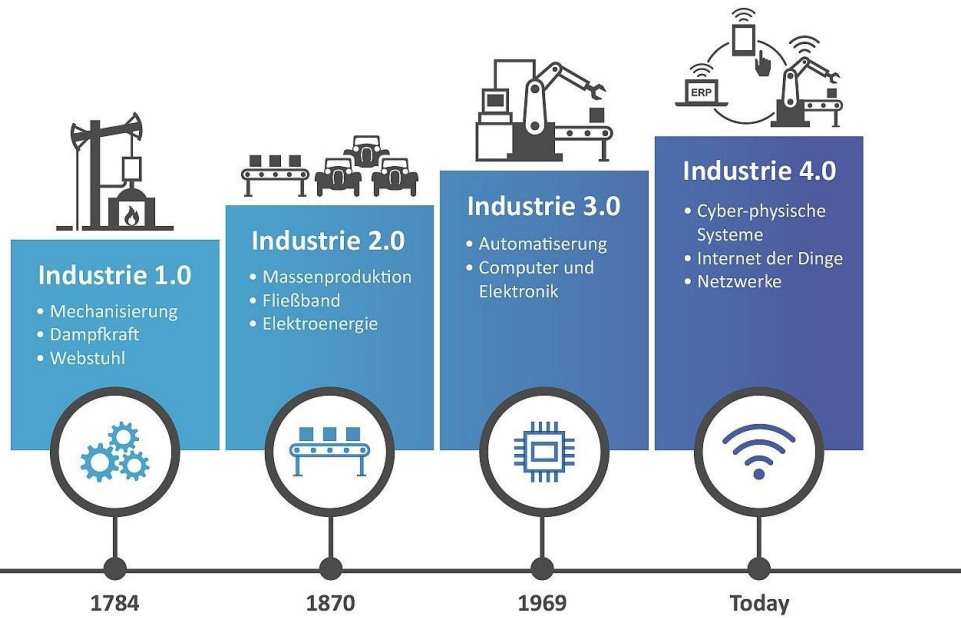 ERP
Industrie 1.0
• Mechanisierung
• Dampfkraft
• Webstuhl
Industrie 2.0
• Massenproduktion
• Fließband
• Elektroenergie
Industrie 3.0
• Automatiserung
• Computer und
Elektronik
Industrie 4.0
• Cyber-physische
Systeme
• Internet der Dinge
• Netzwerke
1784
1870
1969
Today